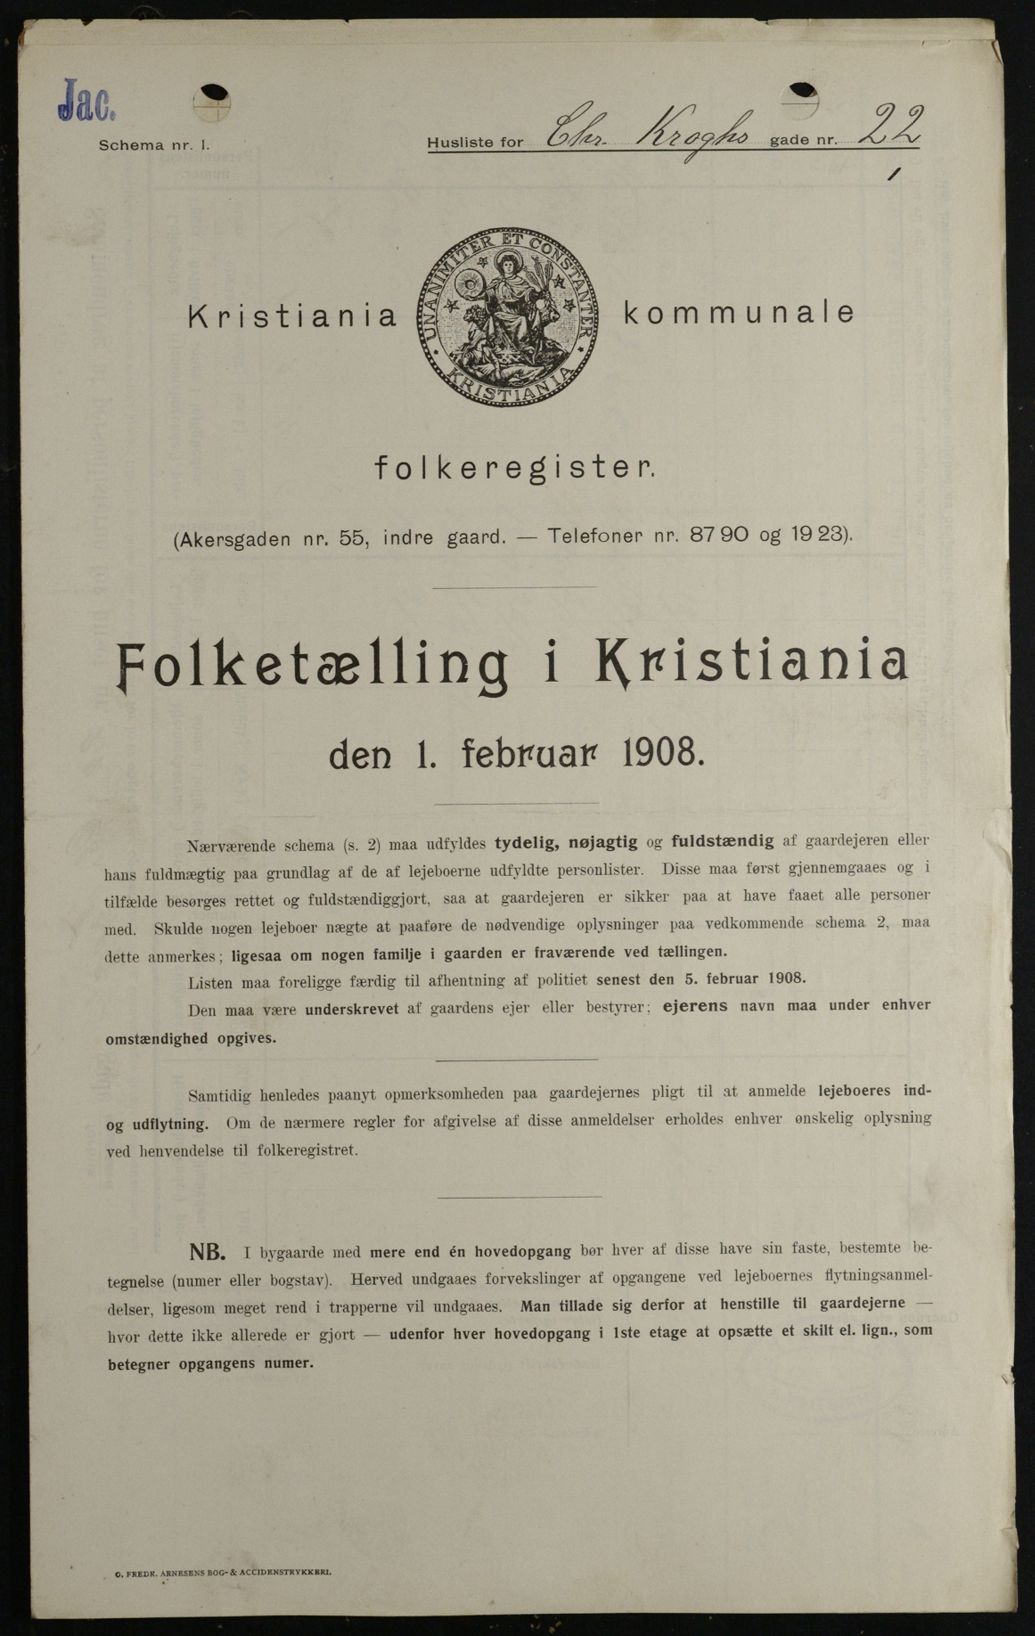 Jac.
Schema nr. 1.
Husliste for Chr. Kroghs gade nr. 22
1
UNANIMITER ET CONSTANTER
KRISTIANIA
Kristiania kommunale
folkeregister.
(Akersgaden nr. 55, indre gaard. — Telefoner nr. 8790 og 1923).
Folketælling i Kristiania
den 1. februar 1908.
Nærværende schema (s. 2) maa udfyldes tydelig, nøjagtig og fuldstændig af gaardejeren eller
hans fuldmægtig paa grundlag af de af lejeboerne udfyldte personlister. Disse maa først gjennemgaaes og i
tilfælde besørges rettet og fuldstændiggjort, saa at gaardejeren er sikker paa at have faaet alle personer
med. Skulde nogen lejeboer nægte at paaføre de nødvendige oplysninger paa vedkommende schema 2, maa
dette anmerkes; ligesaa om nogen familje i gaarden er fraværende ved tællingen.
Listen maa foreligge færdig til afhentning af politiet senest den 5. februar 1908.
Den maa være underskrevet af gaardens ejer eller bestyrer; ejerens navn maa under enhver
omstændighed opgives.
Samtidig henledes paanyt opmerksomheden paa gaardejernes pligt til at anmelde lejeboeres ind-
og udflytning. Om de nærmere regler for afgivelse af disse anmeldelser erholdes enhver ønskelig oplysning
ved henvendelse til folkeregistret.
NB. I bygaarde med mere end én hovedopgang bør hver af disse have sin faste, bestemte be-
tegnelse (numer eller bogstav). Herved undgaaes forvekslinger af opgangene ved lejeboernes flytningsanmel-
delser, ligesom meget rend i trapperne vil undgaaes. Man tillade sig derfor at henstille til gaardejerne —
hvor dette ikke allerede er gjort — udenfor hver hovedopgang i 1ste etage at opsætte et skilt el. lign., som
betegner opgangens numer.
O. FREDR. ARNESENS BOG- & ACCIDENSTRYKKERI.